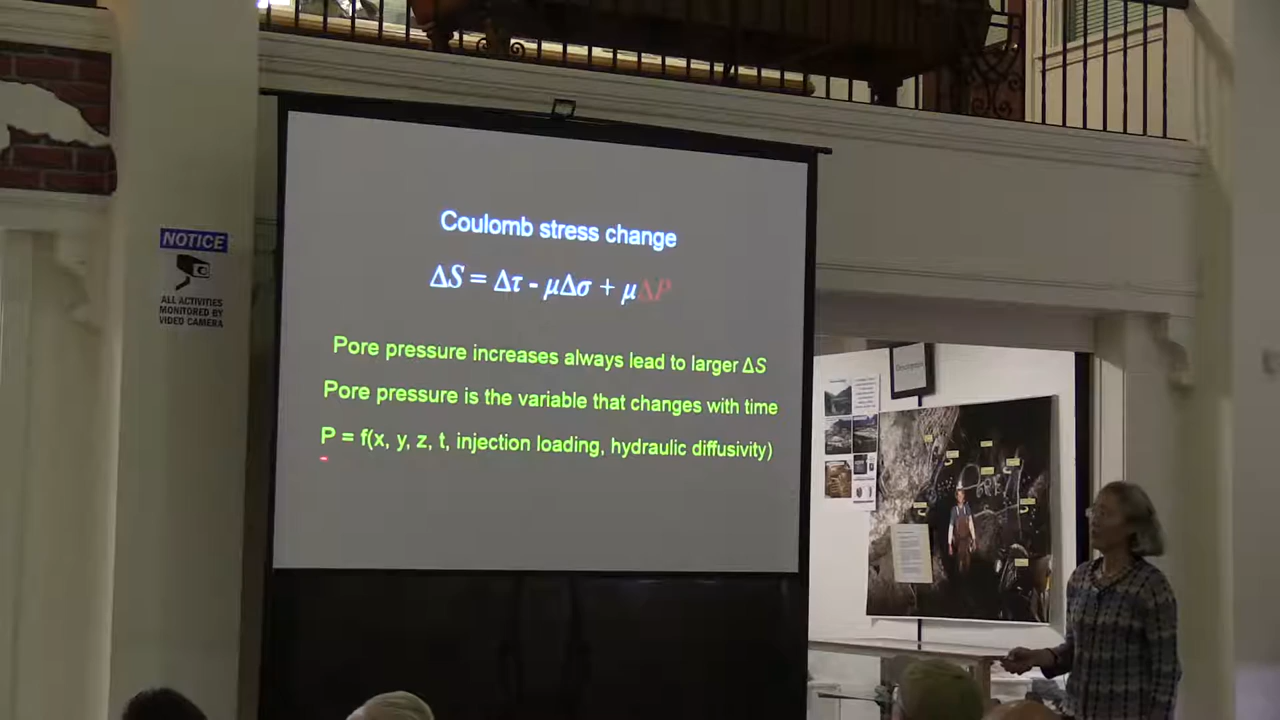 Coulomb stress change
ΔS = Δτ - μΔσ + μΔP
Pore pressure increases always lead to larger ΔS
Pore pressure is the variable that changes with time
P = f(x, y, z, t, injection loading, hydraulic diffusivity)
NOTICE
ALL ACTIVITIES
MONITORED BY
VIDEO CAMERA